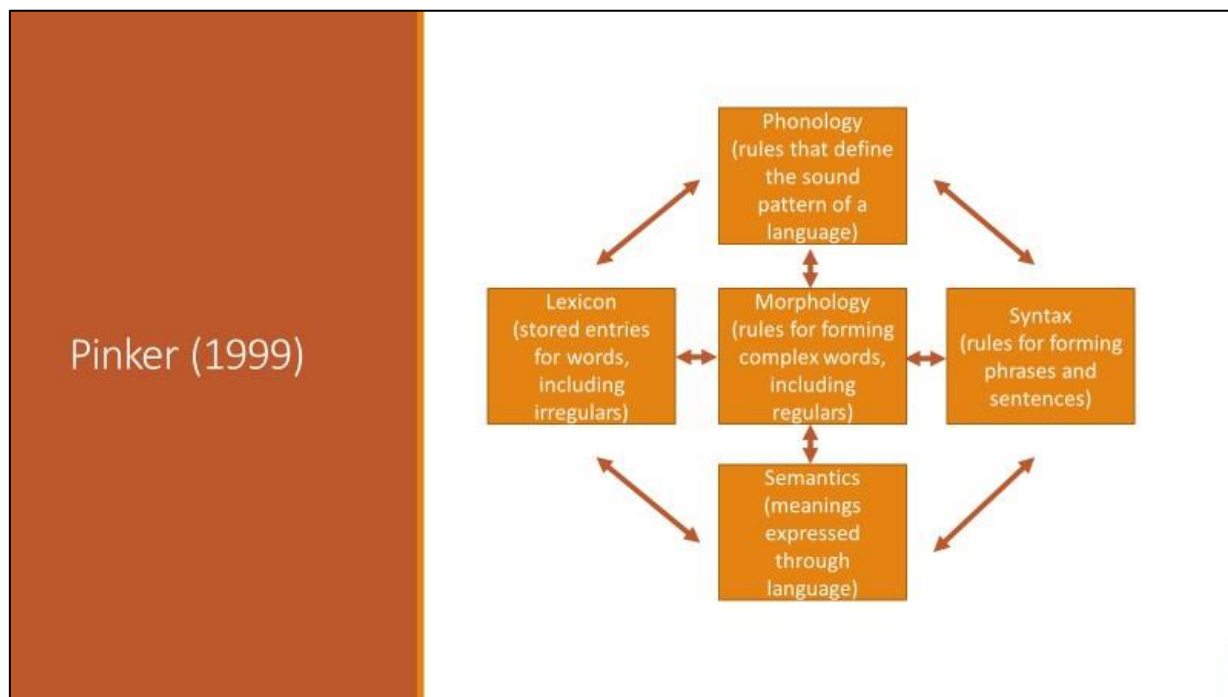 Pinker (1999)
Phonology
(rules that define
the sound
pattern of a
language)
Lexicon
(stored entries
for words,
including
irregulars)
Morphology
(rules for forming
complex words,
including
regulars)
Syntax
(rules for forming
phrases and
sentences)
Semantics
(meanings
expressed
through
language)